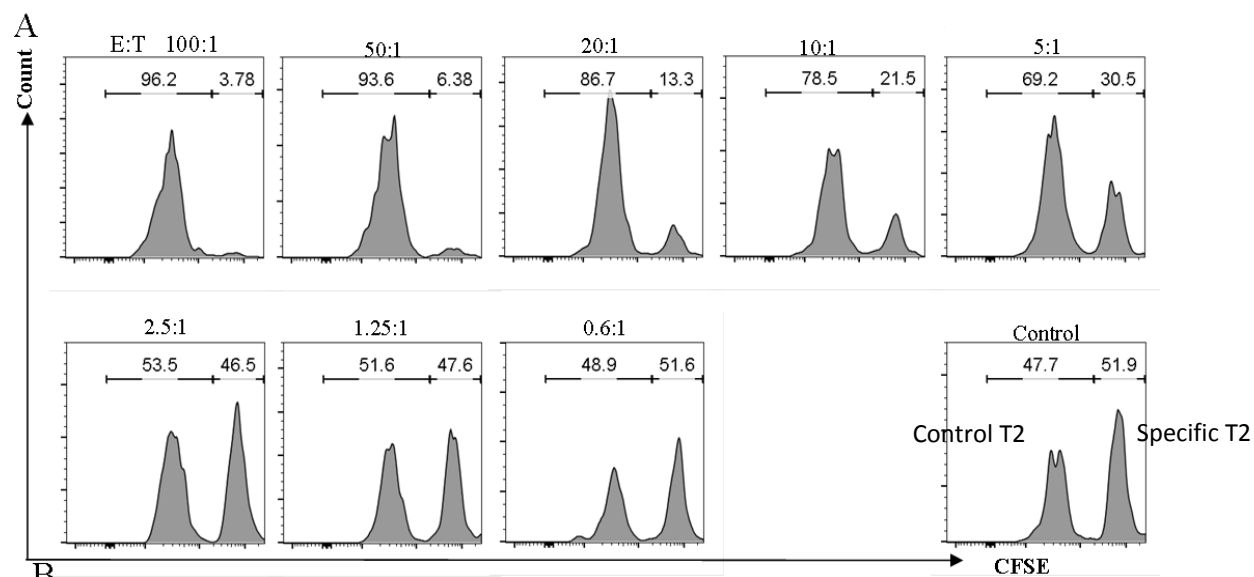 A
E:T 100:1
50:1
20:1
10:1
5:1
Count
96.2 3.78
93.6 6.38
86.7 13.3
78.5 21.5
69.2 30.5
2.5:1
1.25:1
0.6:1
Control
53.5 46.5
51.6 47.6
48.9 51.6
47.7 51.9
Control T2
Specific T2
CFSE
B